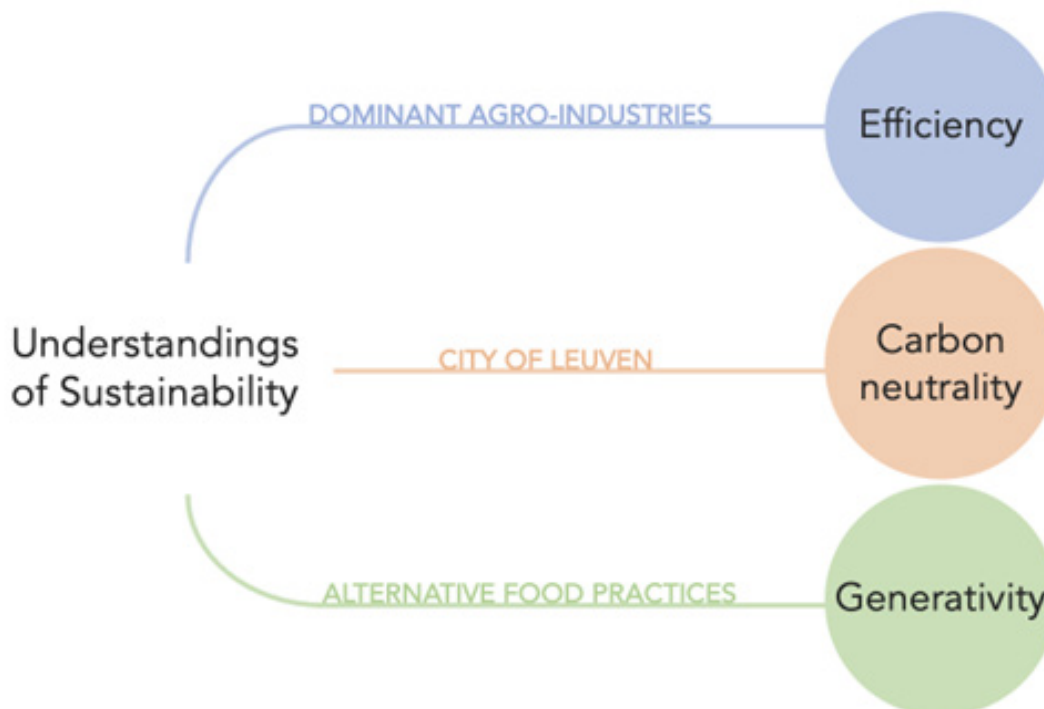 DOMINANT AGRO-INDUSTRIES
Efficiency
Understandings
of Sustainability
CITY OF LEUVEN
Carbon
neutrality
ALTERNATIVE FOOD PRACTICES
Generativity